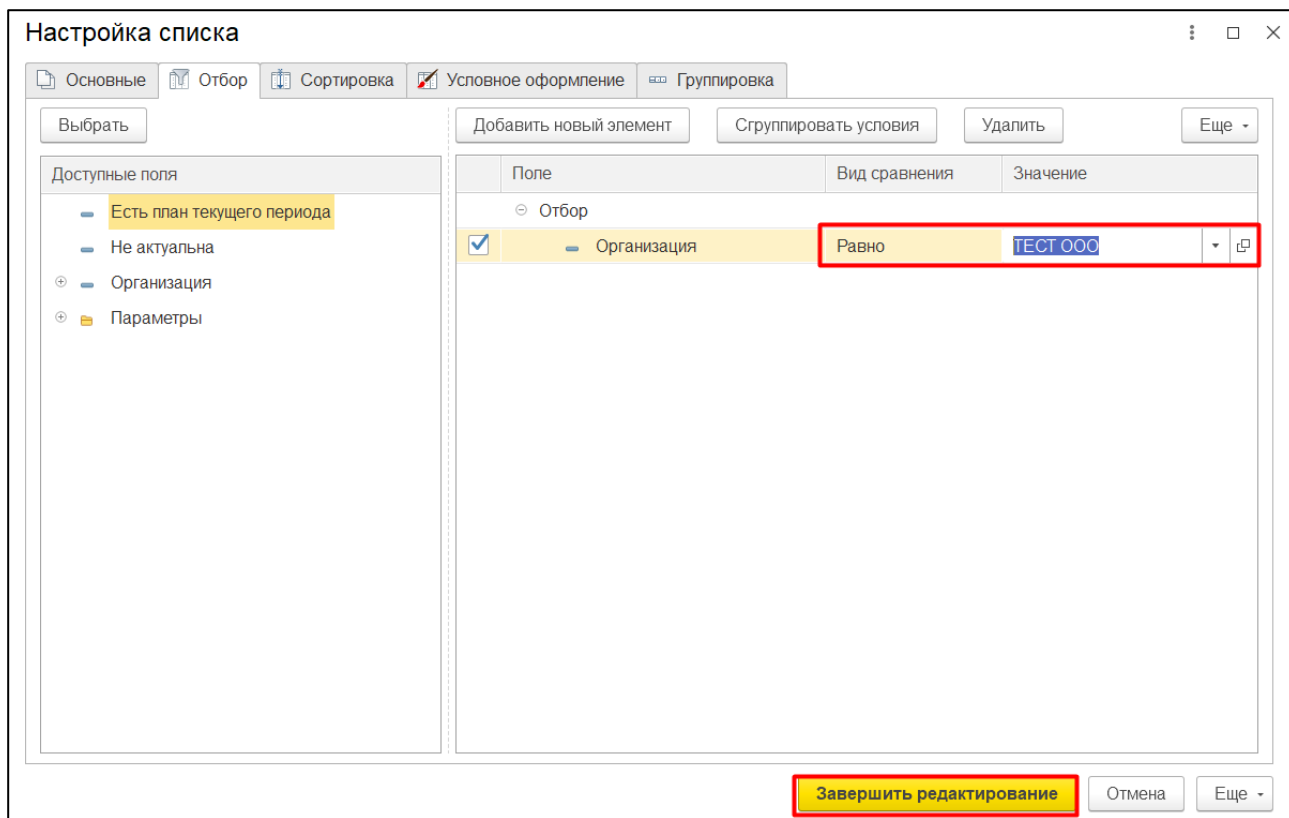 Настройка списка
Основные Отбор Сортировка Условное оформление Группировка
Выбрать Добавить новый элемент Сгруппировать условия Удалить Еще
Доступные поля Поле Вид сравнения Значение
Есть план текущего периода Отбор
Не актуальна Организация Равно ТЕСТ ООО
Организация
Параметры
Завершить редактирование Отмена Еще